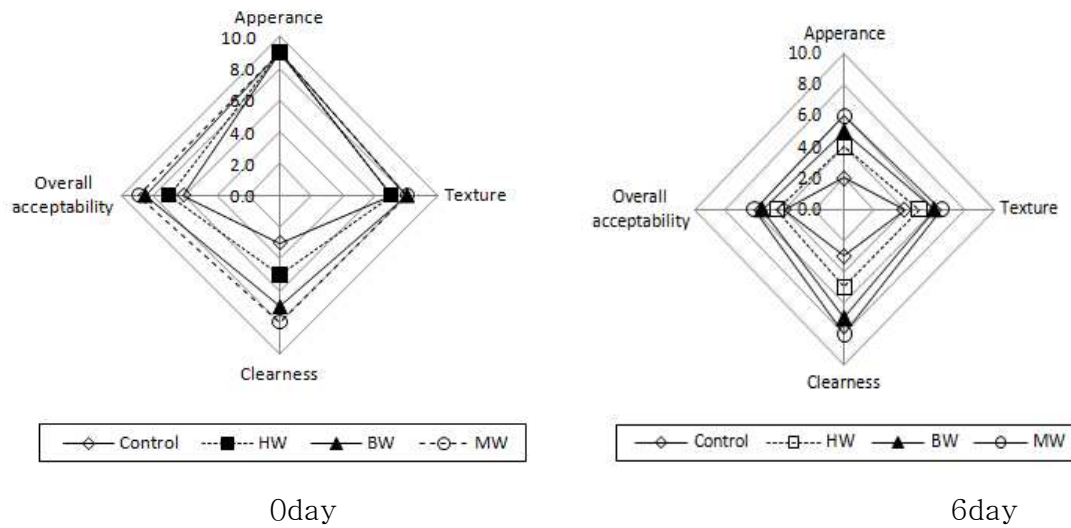 Apperance
10.0
8.0
6.0
4.0
2.0
0.0
Overall
acceptability
Texture
Clearness
Control HW BW MW
0day
Apperance
10.0
8.0
6.0
4.0
2.0
0.0
Overall
acceptability
Texture
Clearness
Control HW BW MW
6day